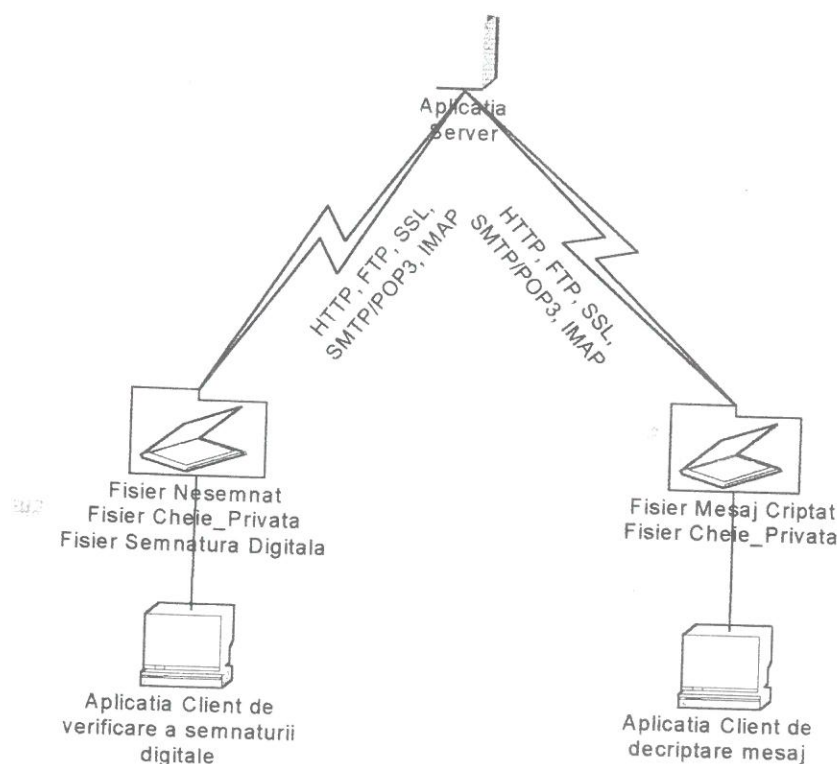 Aplicatia
Server
HTTP, FTP, SSL,
SMTP/POP3, IMAP
HTTP, FTP, SSL,
SMTP/POP3, IMAP
Fisier Nesemnat
Fisier Cheie_Privata
Fisier Semnatura Digitala
Fisier Mesaj Criptat
Fisier Cheie_Privata
Aplicatia Client de
verificare a semnaturii
digitale
Aplicatia Client de
decriptare mesaj